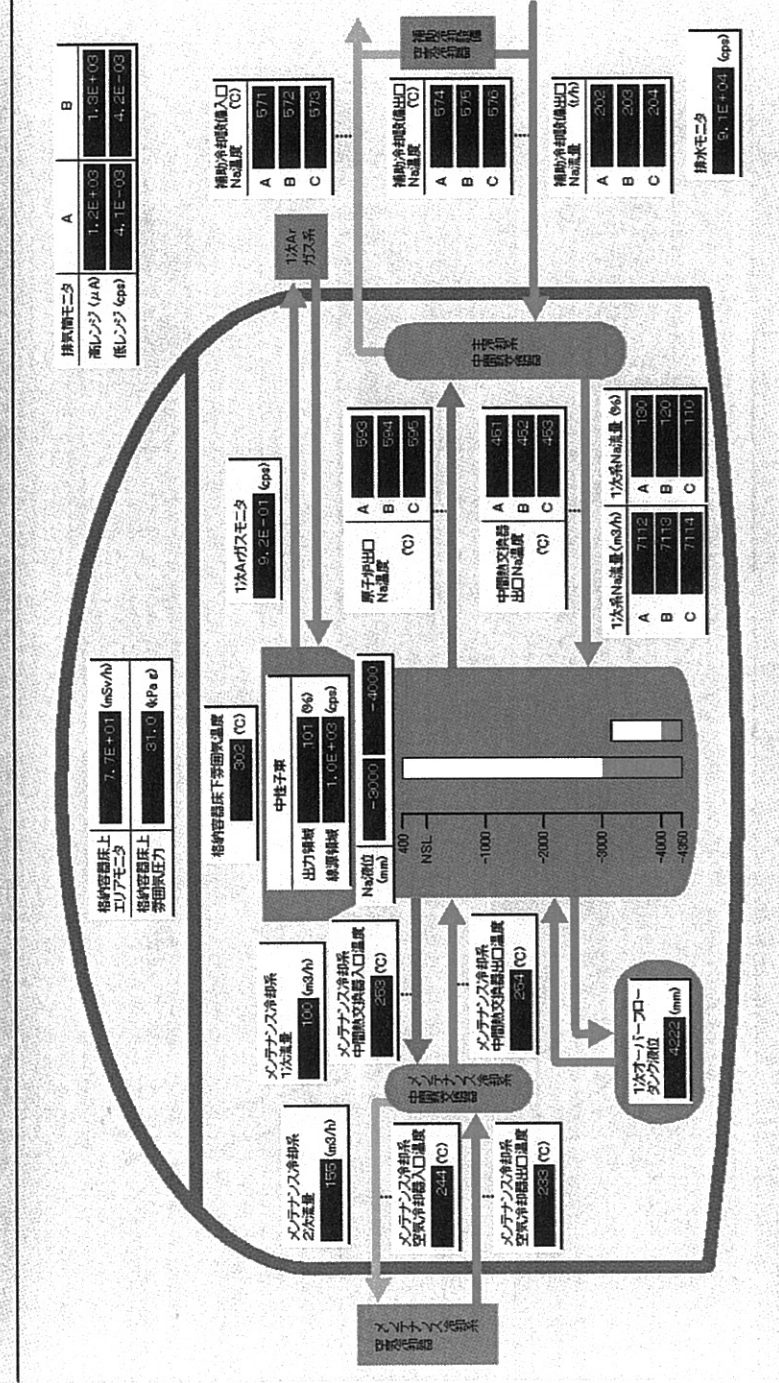 格納容器床上
エリアモニタ
7.7E+01 (mSv/h)
格納容器床上
雰囲気圧力
31.0 (kPa g)
排気筒モニタ A B
高レンジ (μA) 1.2E+03 1.3E+03
低レンジ (cps) 4.1E-03 4.2E-03
格納容器床下雰囲気温度
302 (℃)
1次Arガスモニタ
9.2E-01 (cps)
1次Ar
ガス系
メンテナンス冷却系
2次流量
155 (m3/h)
メンテナンス冷却系
1次流量
100 (m3/h)
中性子束
出力領域 101 (%)
線源領域 1.0E+03 (cps)
Na液位
(mm)
-3000 -4000
400
NSL
-1000
-2000
-3000
-4000
-4350
メンテナンス冷却系
中間熱交換器入口温度
263 (℃)
メンテナンス冷却系
中間熱交換器出口温度
254 (℃)
メンテナンス冷却系
空気冷却器入口温度
244 (℃)
メンテナンス冷却系
空気冷却器出口温度
233 (℃)
メンテナンス冷却系
空気冷却器
メンテナンス冷却系
中間熱交換器
1次オーバーフロー
タンク液位
4222 (mm)
原子炉出口
Na温度
(℃)
A 593
B 594
C 595
中間熱交換器
出口Na温度
(℃)
A 451
B 452
C 453
1次系Na流量(m3/h)
A 7112
B 7113
C 7114
1次系Na流量 (%)
A 130
B 120
C 110
主冷却系
中間熱交換器
補助冷却設備入口
Na温度 (℃)
A 571
B 572
C 573
補助冷却設備
空気冷却器
補助冷却設備出口
Na温度 (℃)
A 574
B 575
C 576
補助冷却設備出口
Na流量 (t/h)
A 202
B 203
C 204
排水モニタ
9.1E+04 (cps)